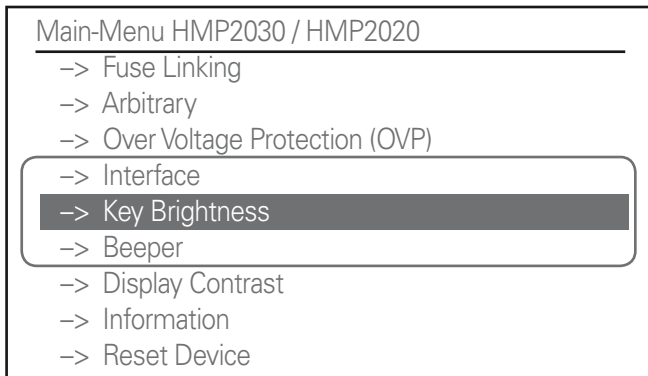 Main-Menu HMP2030 / HMP2020
–> Fuse Linking
–> Arbitrary
–> Over Voltage Protection (OVP)
–> Interface
–> Key Brightness
–> Beeper
–> Display Contrast
–> Information
–> Reset Device